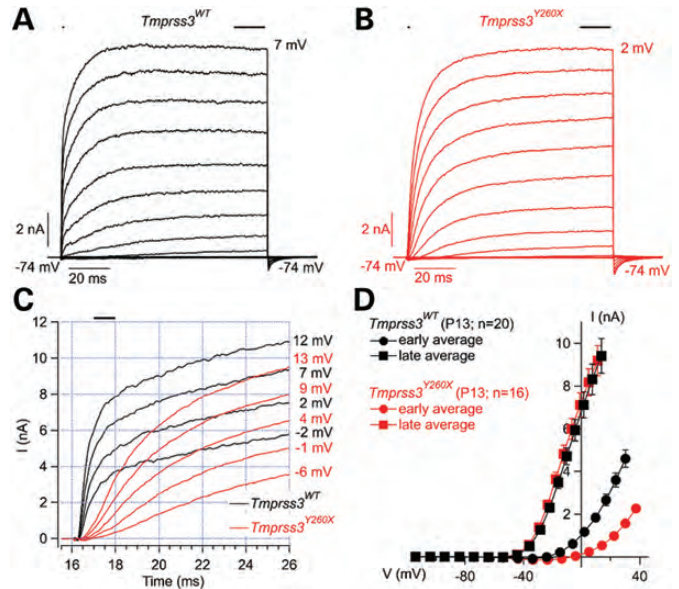 A
Tmprss3WT
7 mV
2 nA
-74 mV
20 ms
-74 mV
B
Tmprss3Y260X
2 mV
2 nA
-74 mV
20 ms
-74 mV
C
12
10
8
6
4
2
0
I (nA)
16
18
20
22
24
26
Time (ms)
12 mV
13 mV
7 mV
9 mV
2 mV
4 mV
-2 mV
-1 mV
-6 mV
Tmprss3WT
Tmprss3Y260X
D
Tmprss3WT (P13; n=20)
early average
late average
Tmprss3Y260X (P13; n=16)
early average
late average
I (nA)
10
8
6
4
2
V (mV)
-80
-40
0
40